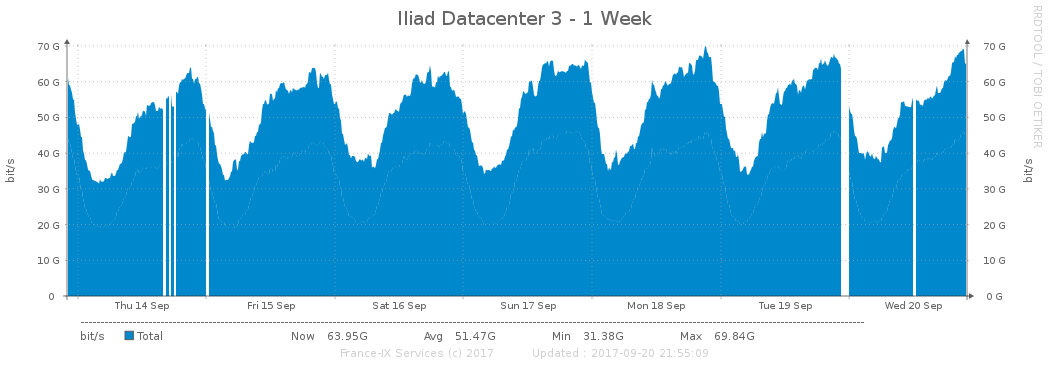 Iliad Datacenter 3 - 1 Week
RRDTOOL / TOBI OETIKER
70 G 70 G
60 G 60 G
50 G 50 G
40 G 40 G
30 G 30 G
20 G 20 G
10 G 10 G
0 0 G
bit/s bit/s
Thu 14 Sep Fri 15 Sep Sat 16 Sep Sun 17 Sep Mon 18 Sep Tue 19 Sep Wed 20 Sep
bit/s Total Now 63.95G Avg 51.47G Min 31.38G Max 69.84G
France-IX Services (c) 2017 Updated : 2017-09-20 21:55:09